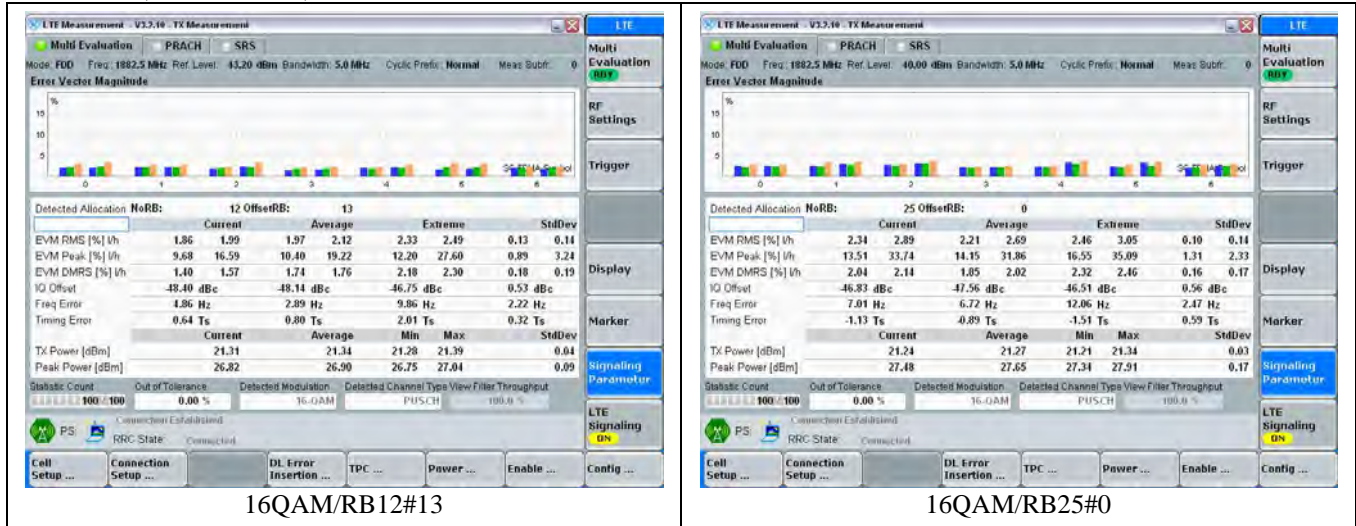 LTE Measurement - V3.2.10 - TX Measurement
LTE
Multi Evaluation PRACH SRS
Multi Evaluation
RDY
Mode: FDD Freq.: 1882.5 MHz Ref. Level: 43.20 dBm Bandwidth: 5.0 MHz Cyclic Prefix: Normal Meas Subfr.: 0
Error Vector Magnitude
%
15
10
5
0 1 2 3 4 5 6
RF Settings
Trigger
Detected Allocation NoRB: 12 OffsetRB: 13
Current Average Extreme StdDev
EVM RMS [%] l/h 1.86 1.99 1.97 2.12 2.33 2.49 0.13 0.14
EVM Peak [%] l/h 9.68 16.59 10.40 19.22 12.20 27.60 0.89 3.24
EVM DMRS [%] l/h 1.40 1.57 1.74 1.76 2.18 2.30 0.18 0.19
IQ Offset -48.40 dBc -48.14 dBc -46.75 dBc 0.53 dBc
Freq Error 4.86 Hz 2.89 Hz 9.86 Hz 2.22 Hz
Timing Error 0.64 Ts 0.80 Ts 2.01 Ts 0.32 Ts
Current Average Min Max StdDev
TX Power [dBm] 21.31 21.34 21.28 21.39 0.04
Peak Power [dBm] 26.82 26.90 26.75 27.04 0.09
Statistic Count Out of Tolerance Detected Modulation Detected Channel Type View Filter Throughput
100 / 100 0.00 % 16-QAM PUSCH 100.0 %
Connection Established
PS:
RRC State: Connected
Display
Marker
Signaling Parameter
LTE Signaling
ON
Cell Setup ... Connection Setup ... DL Error Insertion ... TPC ... Power ... Enable ... Config ...
16QAM/RB12#13
LTE Measurement - V3.2.10 - TX Measurement
LTE
Multi Evaluation PRACH SRS
Multi Evaluation
RDY
Mode: FDD Freq.: 1882.5 MHz Ref. Level: 40.00 dBm Bandwidth: 5.0 MHz Cyclic Prefix: Normal Meas Subfr.: 0
Error Vector Magnitude
%
15
10
5
0 1 2 3 4 5 6
RF Settings
Trigger
Detected Allocation NoRB: 25 OffsetRB: 0
Current Average Extreme StdDev
EVM RMS [%] l/h 2.34 2.89 2.21 2.69 2.46 3.05 0.10 0.14
EVM Peak [%] l/h 13.51 33.74 14.15 31.86 16.55 35.09 1.31 2.33
EVM DMRS [%] l/h 2.04 2.14 1.85 2.02 2.32 2.46 0.16 0.17
IQ Offset -46.83 dBc -47.56 dBc -46.51 dBc 0.56 dBc
Freq Error 7.01 Hz 6.72 Hz 12.06 Hz 2.47 Hz
Timing Error -1.13 Ts -0.89 Ts -1.51 Ts 0.59 Ts
Current Average Min Max StdDev
TX Power [dBm] 21.24 21.27 21.21 21.34 0.03
Peak Power [dBm] 27.48 27.65 27.34 27.91 0.17
Statistic Count Out of Tolerance Detected Modulation Detected Channel Type View Filter Throughput
100 / 100 0.00 % 16-QAM PUSCH 100.0 %
Connection Established
PS:
RRC State: Connected
Display
Marker
Signaling Parameter
LTE Signaling
ON
Cell Setup ... Connection Setup ... DL Error Insertion ... TPC ... Power ... Enable ... Config ...
16QAM/RB25#0